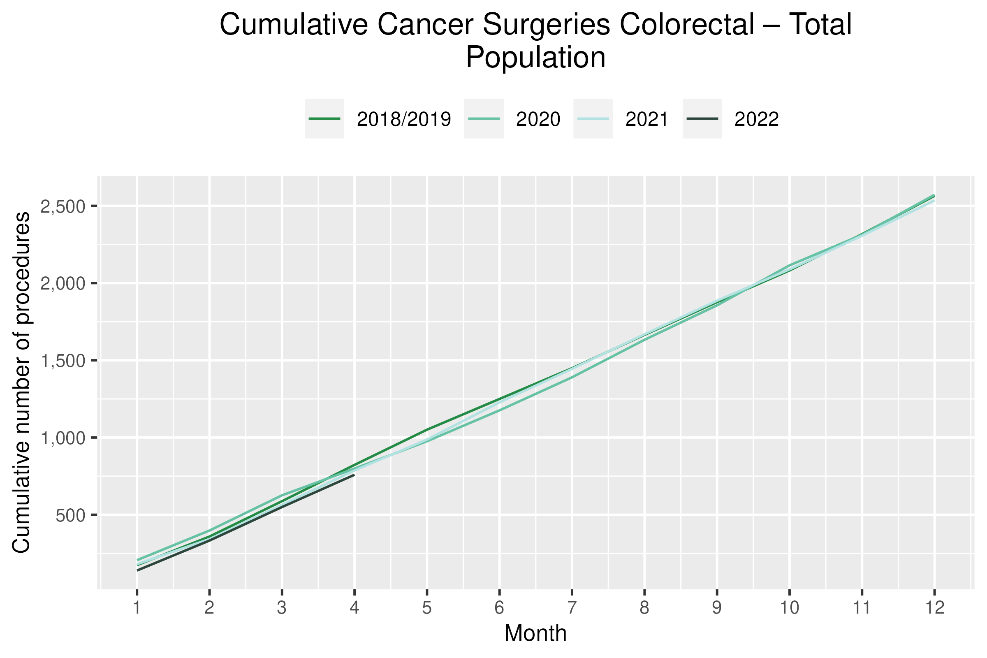 Cumulative Cancer Surgeries Colorectal – Total
Population
2018/2019 2020 2021 2022
Cumulative number of procedures
2,500
2,000
1,500
1,000
500
1 2 3 4 5 6 7 8 9 10 11 12
Month